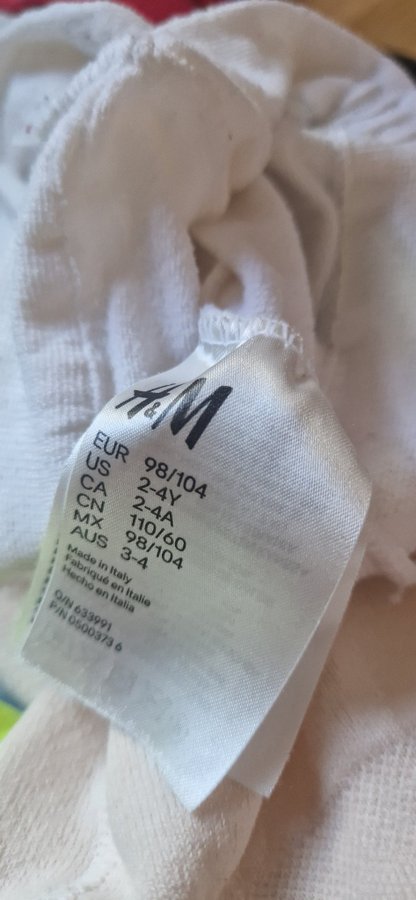 H&M
EUR 98/104
US 2-4Y
CA 2-4A
CN 110/60
MX 98/104
AUS 3-4
Made in Italy
Fabriqué en Italie
Hecho en Italia
O/N 633991
P/N 0500373 6